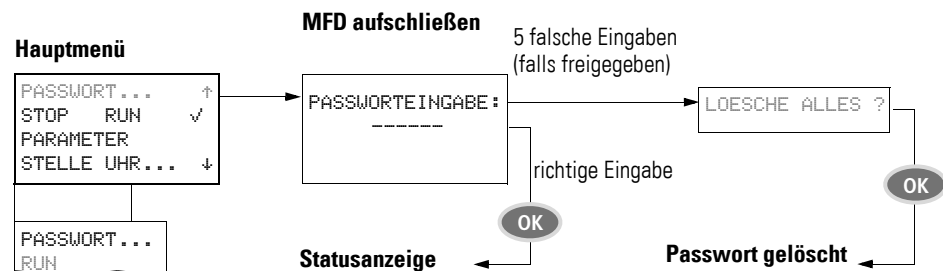 MFD aufschließen
Hauptmenü
5 falsche Eingaben
(falls freigegeben)
PASSWORT... ↑
STOP RUN √
PARAMETER
STELLE UHR... ↓
PASSWORTEINGABE:
------
LOESCHE ALLES ?
richtige Eingabe
OK
OK
PASSWORT...
RUN
Statusanzeige
Passwort gelöscht